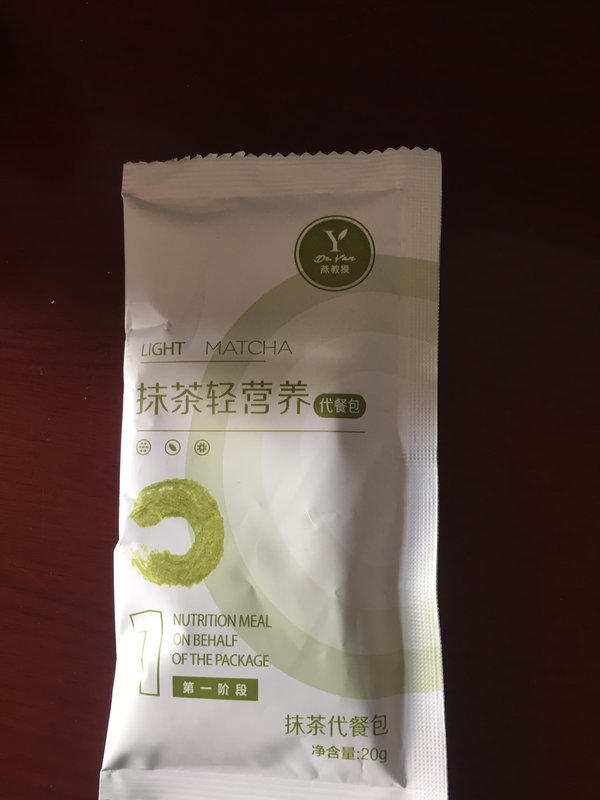 Y
Dr. Yan
燕教授
LIGHT MATCHA
抹茶轻营养 代餐包
1
NUTRITION MEAL
ON BEHALF
OF THE PACKAGE
第一阶段
抹茶代餐包
净含量:20g